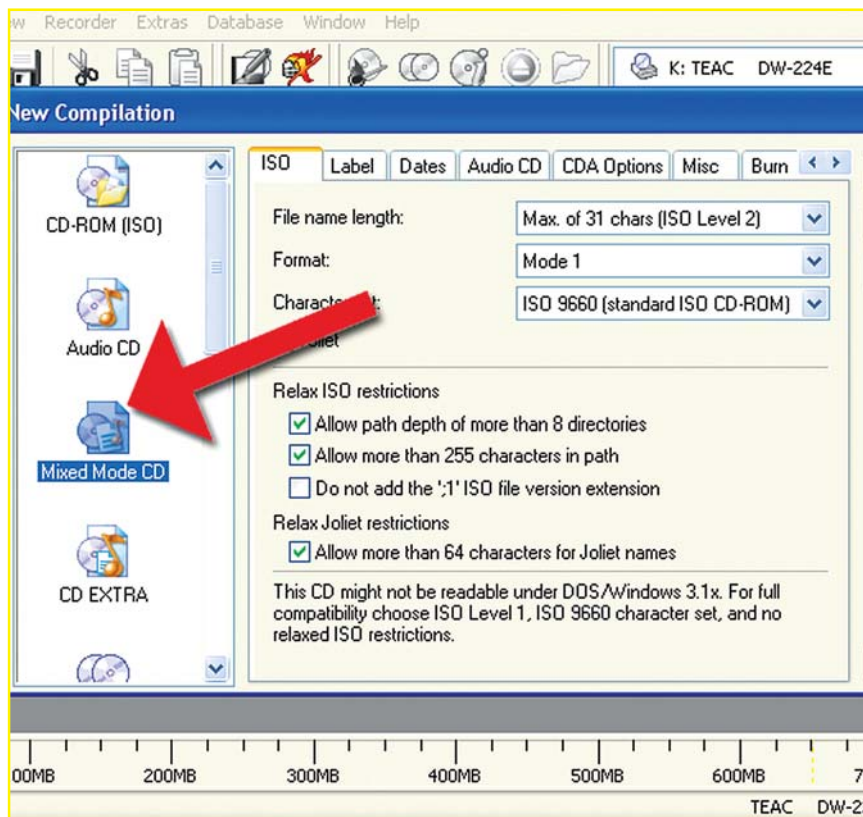 ew Recorder Extras Database Window Help
K: TEAC DW-224E
New Compilation
CD-ROM (ISO)
Audio CD
Mixed Mode CD
CD EXTRA
ISO Label Dates Audio CD CDA Options Misc Burn
File name length: Max. of 31 chars (ISO Level 2)
Format: Mode 1
ISO 9660 (standard ISO CD-ROM)
Relax ISO restrictions
Allow path depth of more than 8 directories
Allow more than 255 characters in path
Do not add the ';1' ISO file version extension
Relax Joliet restrictions
Allow more than 64 characters for Joliet names
This CD might not be readable under DOS/Windows 3.1x. For full
compatibility choose ISO Level 1, ISO 9660 character set, and no
relaxed ISO restrictions.
00MB 200MB 300MB 400MB 500MB 600MB 7
TEAC DW-2